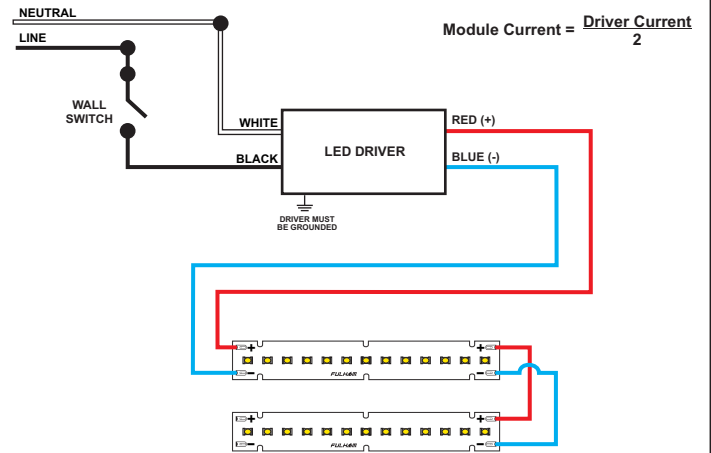 NEUTRAL
LINE
Module Current = Driver Current
2
WALL
SWITCH
WHITE
BLACK
LED DRIVER
RED (+)
BLUE (-)
DRIVER MUST
BE GROUNDED
+ +
FULHAM
- -
+ +
FULHAM
- -